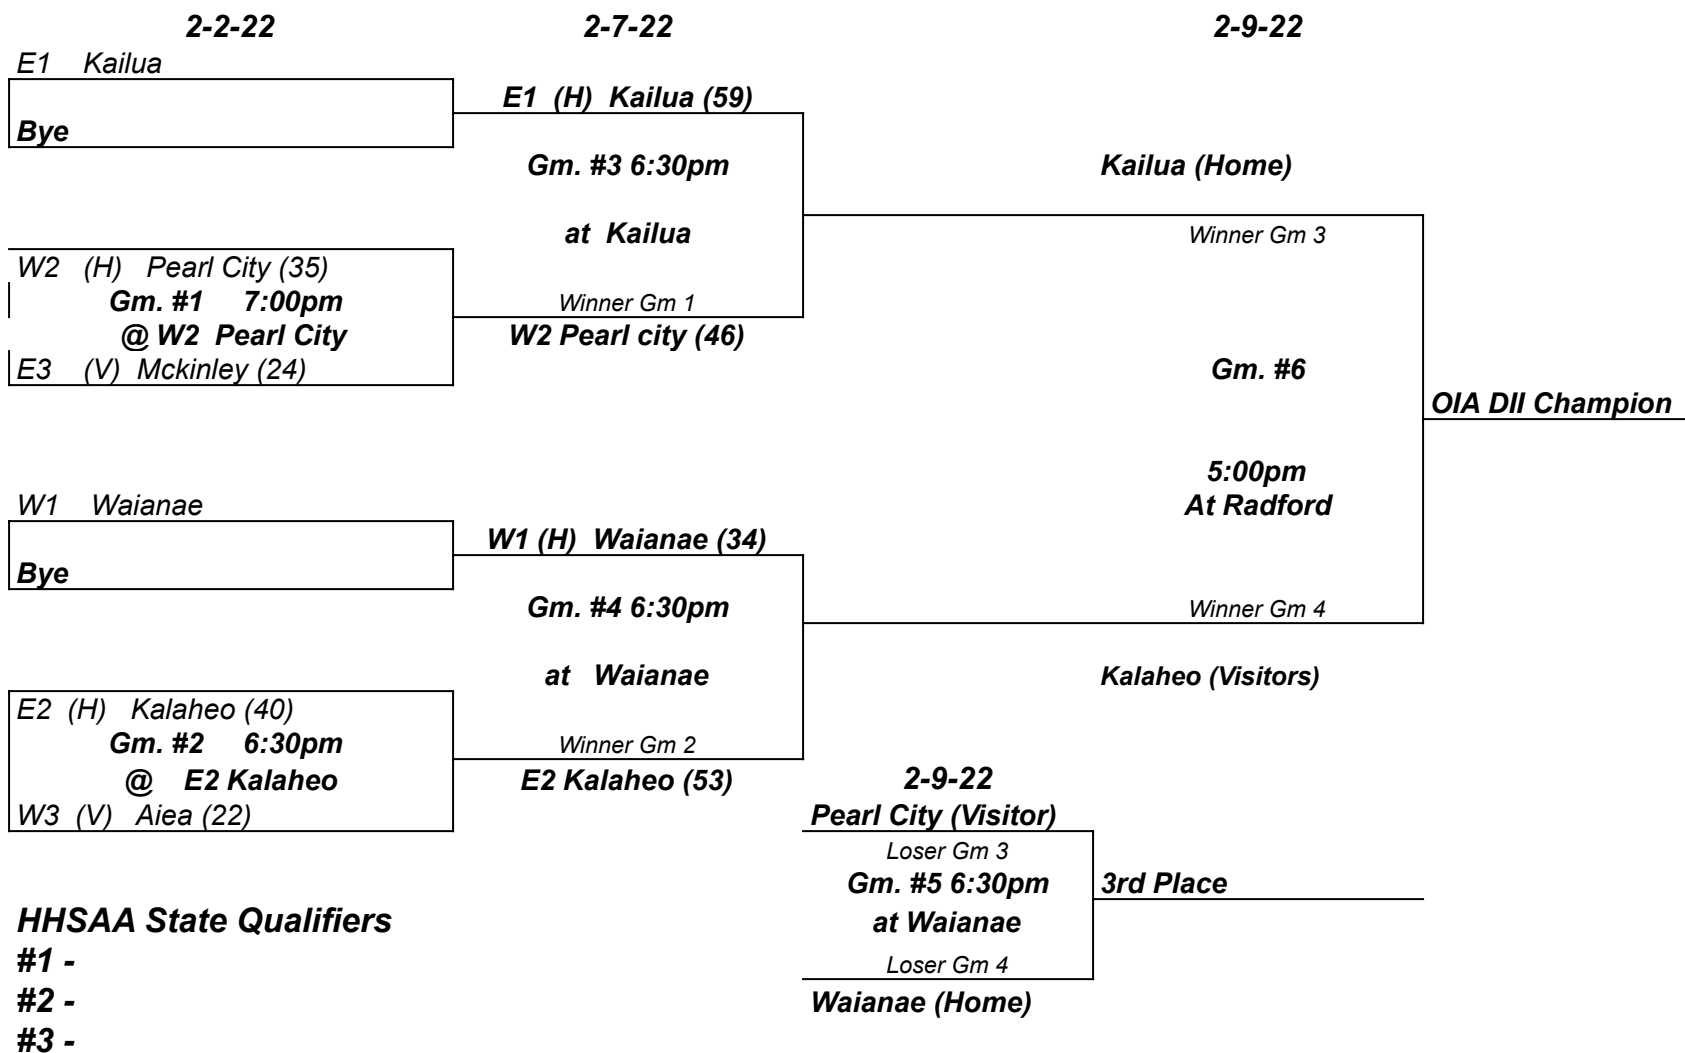 2-2-22 2-7-22 2-9-22
E1 Kailua
E1 (H) Kailua (59)
Bye
Gm. #3 6:30pm Kailua (Home)
at Kailua Winner Gm 3
W2 (H) Pearl City (35)
Gm. #1 7:00pm Winner Gm 1
@ W2 Pearl City W2 Pearl city (46)
E3 (V) Mckinley (24) Gm. #6
OIA DII Champion
5:00pm
W1 Waianae At Radford
W1 (H) Waianae (34)
Bye
Gm. #4 6:30pm Winner Gm 4
at Waianae Kalaheo (Visitors)
E2 (H) Kalaheo (40)
Gm. #2 6:30pm Winner Gm 2
@ E2 Kalaheo E2 Kalaheo (53) 2-9-22
W3 (V) Aiea (22) Pearl City (Visitor)
Loser Gm 3
Gm. #5 6:30pm 3rd Place
HHSAA State Qualifiers at Waianae
#1 - Loser Gm 4
#2 - Waianae (Home)
#3 -